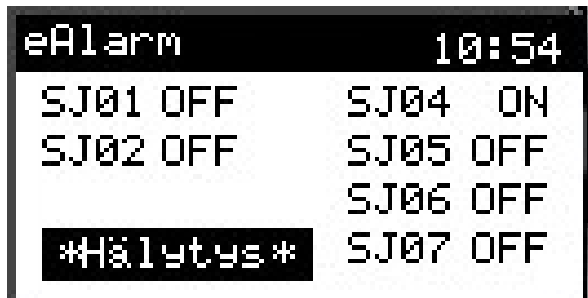 eAlarm 10:54
SJ01 OFF SJ04 ON
SJ02 OFF SJ05 OFF
SJ06 OFF
*Hälytys* SJ07 OFF